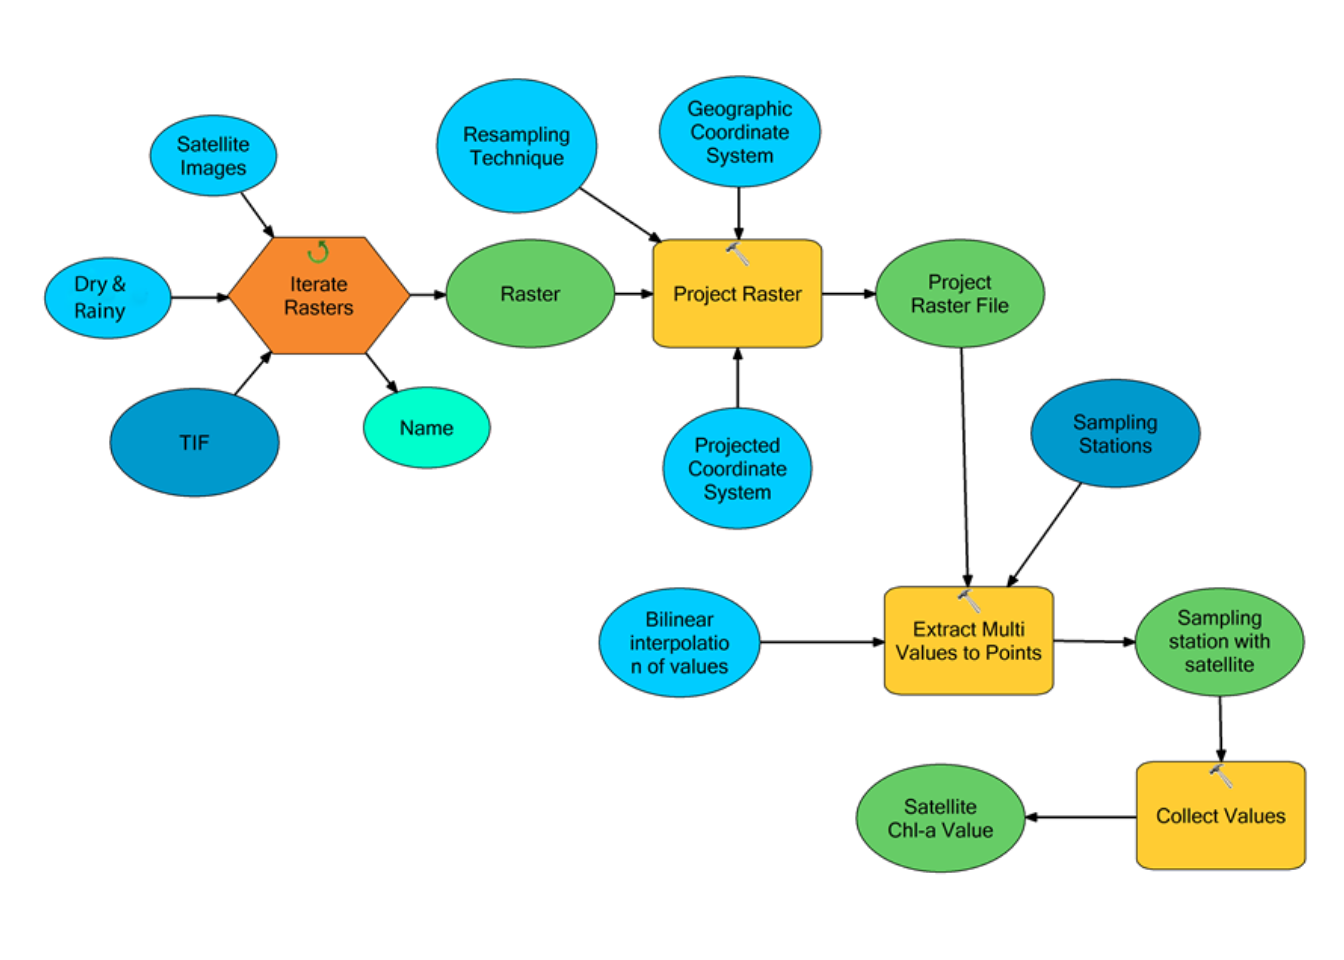 Satellite
Images
Resampling
Technique
Geographic
Coordinate
System
Dry &
Rainy
Iterate
Rasters
Raster
Project Raster
Project
Raster File
TIF
Name
Projected
Coordinate
System
Sampling
Stations
Bilinear
interpolatio
n of values
Extract Multi
Values to Points
Sampling
station with
satellite
Satellite
Chl-a Value
Collect Values